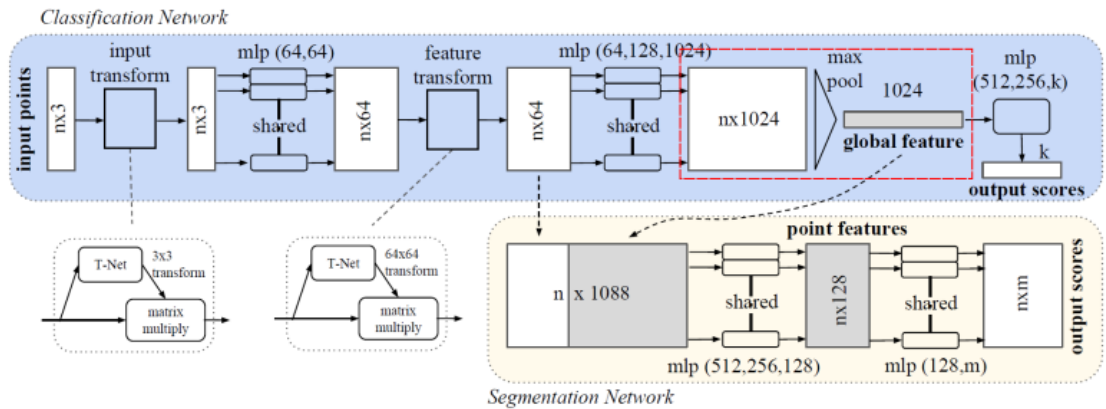 Classification Network
input points
nx3
input
transform
nx3
mlp (64,64)
shared
nx64
feature
transform
nx64
mlp (64,128,1024)
shared
nx1024
max
pool
1024
global feature
mlp
(512,256,k)
k
output scores
T-Net
3x3
transform
matrix
multiply
T-Net
64x64
transform
matrix
multiply
point features
n x 1088
shared
mlp (512,256,128)
nx128
shared
mlp (128,m)
nxm
output scores
Segmentation Network